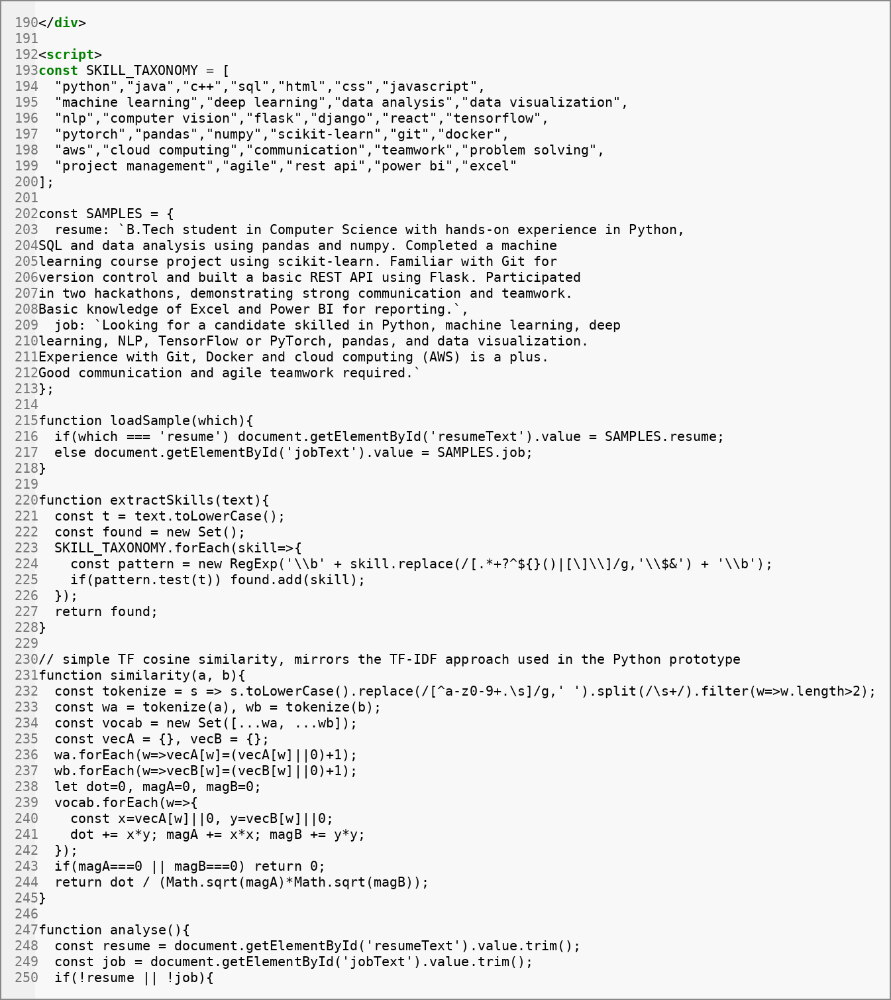 190</div>
191
192<script>
193const SKILL_TAXONOMY = [
194  "python","java","c++","sql","html","css","javascript",
195  "machine learning","deep learning","data analysis","data visualization",
196  "nlp","computer vision","flask","django","react","tensorflow",
197  "pytorch","pandas","numpy","scikit-learn","git","docker",
198  "aws","cloud computing","communication","teamwork","problem solving",
199  "project management","agile","rest api","power bi","excel"
200];
201
202const SAMPLES = {
203  resume: `B.Tech student in Computer Science with hands-on experience in Python,
204SQL and data analysis using pandas and numpy. Completed a machine
205learning course project using scikit-learn. Familiar with Git for
206version control and built a basic REST API using Flask. Participated
207in two hackathons, demonstrating strong communication and teamwork.
208Basic knowledge of Excel and Power BI for reporting.`,
209  job: `Looking for a candidate skilled in Python, machine learning, deep
210learning, NLP, TensorFlow or PyTorch, pandas, and data visualization.
211Experience with Git, Docker and cloud computing (AWS) is a plus.
212Good communication and agile teamwork required.`
213};
214
215function loadSample(which){
216  if(which === 'resume') document.getElementById('resumeText').value = SAMPLES.resume;
217  else document.getElementById('jobText').value = SAMPLES.job;
218}
219
220function extractSkills(text){
221  const t = text.toLowerCase();
222  const found = new Set();
223  SKILL_TAXONOMY.forEach(skill=>{
224    const pattern = new RegExp('\\b' + skill.replace(/[.*+?^${}()|[\]\\]/g,'\\$&') + '\\b');
225    if(pattern.test(t)) found.add(skill);
226  });
227  return found;
228}
229
230// simple TF cosine similarity, mirrors the TF-IDF approach used in the Python prototype
231function similarity(a, b){
232  const tokenize = s => s.toLowerCase().replace(/[^a-z0-9+.\s]/g,' ').split(/\s+/).filter(w=>w.length>2);
233  const wa = tokenize(a), wb = tokenize(b);
234  const vocab = new Set([...wa, ...wb]);
235  const vecA = {}, vecB = {};
236  wa.forEach(w=>vecA[w]=(vecA[w]||0)+1);
237  wb.forEach(w=>vecB[w]=(vecB[w]||0)+1);
238  let dot=0, magA=0, magB=0;
239  vocab.forEach(w=>{
240    const x=vecA[w]||0, y=vecB[w]||0;
241    dot += x*y; magA += x*x; magB += y*y;
242  });
243  if(magA===0 || magB===0) return 0;
244  return dot / (Math.sqrt(magA)*Math.sqrt(magB));
245}
246
247function analyse(){
248  const resume = document.getElementById('resumeText').value.trim();
249  const job = document.getElementById('jobText').value.trim();
250  if(!resume || !job){